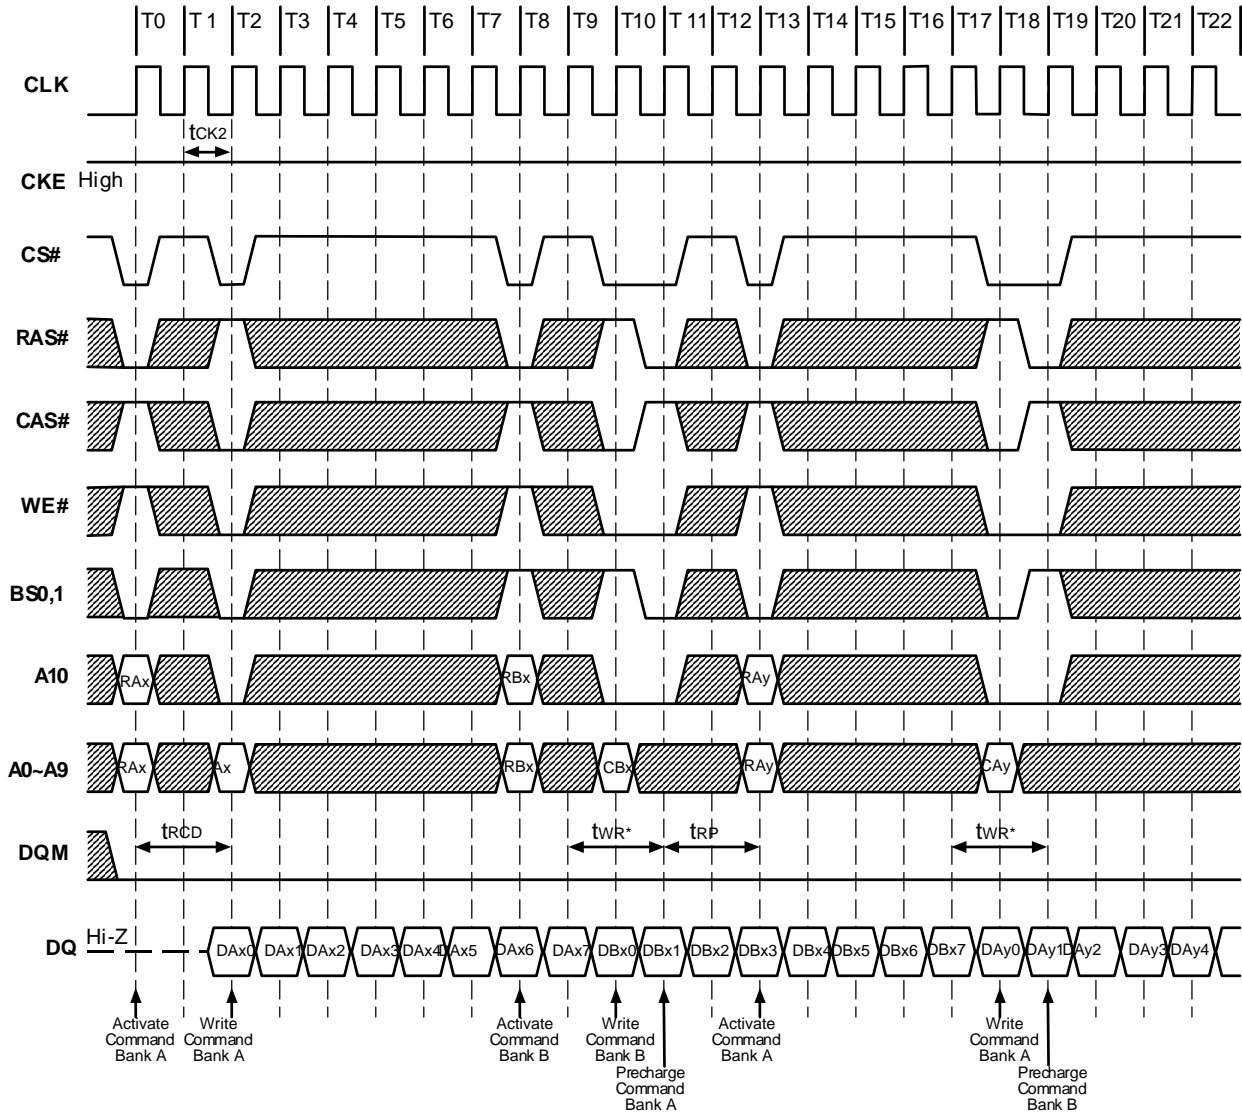 T0 T 1 T2 T3 T4 T5 T6 T7 T8 T9 T10 T 11 T12 T13 T14 T15 T16 T17 T18 T19 T20 T21 T22
CLK
tCK2
CKE High
CS#
RAS#
CAS#
WE#
BS0,1
A10 RAx RBx RAy
A0~A9 RAx Ax RBx CBx RAy CAy
tRCD tWR* tRP tWR*
DQM
Hi-Z
DQ DAx0 DAx1 DAx2 DAx3 DAx4 DAx5 DAx6 DAx7 DBx0 DBx1 DBx2 DBx3 DBx4 DBx5 DBx6 DBx7 DAy0 DAy1 DAy2 DAy3 DAy4
Activate Command Bank A
Write Command Bank A
Activate Command Bank B
Write Command Bank B
Precharge Command Bank A
Activate Command Bank A
Write Command Bank A
Precharge Command Bank B